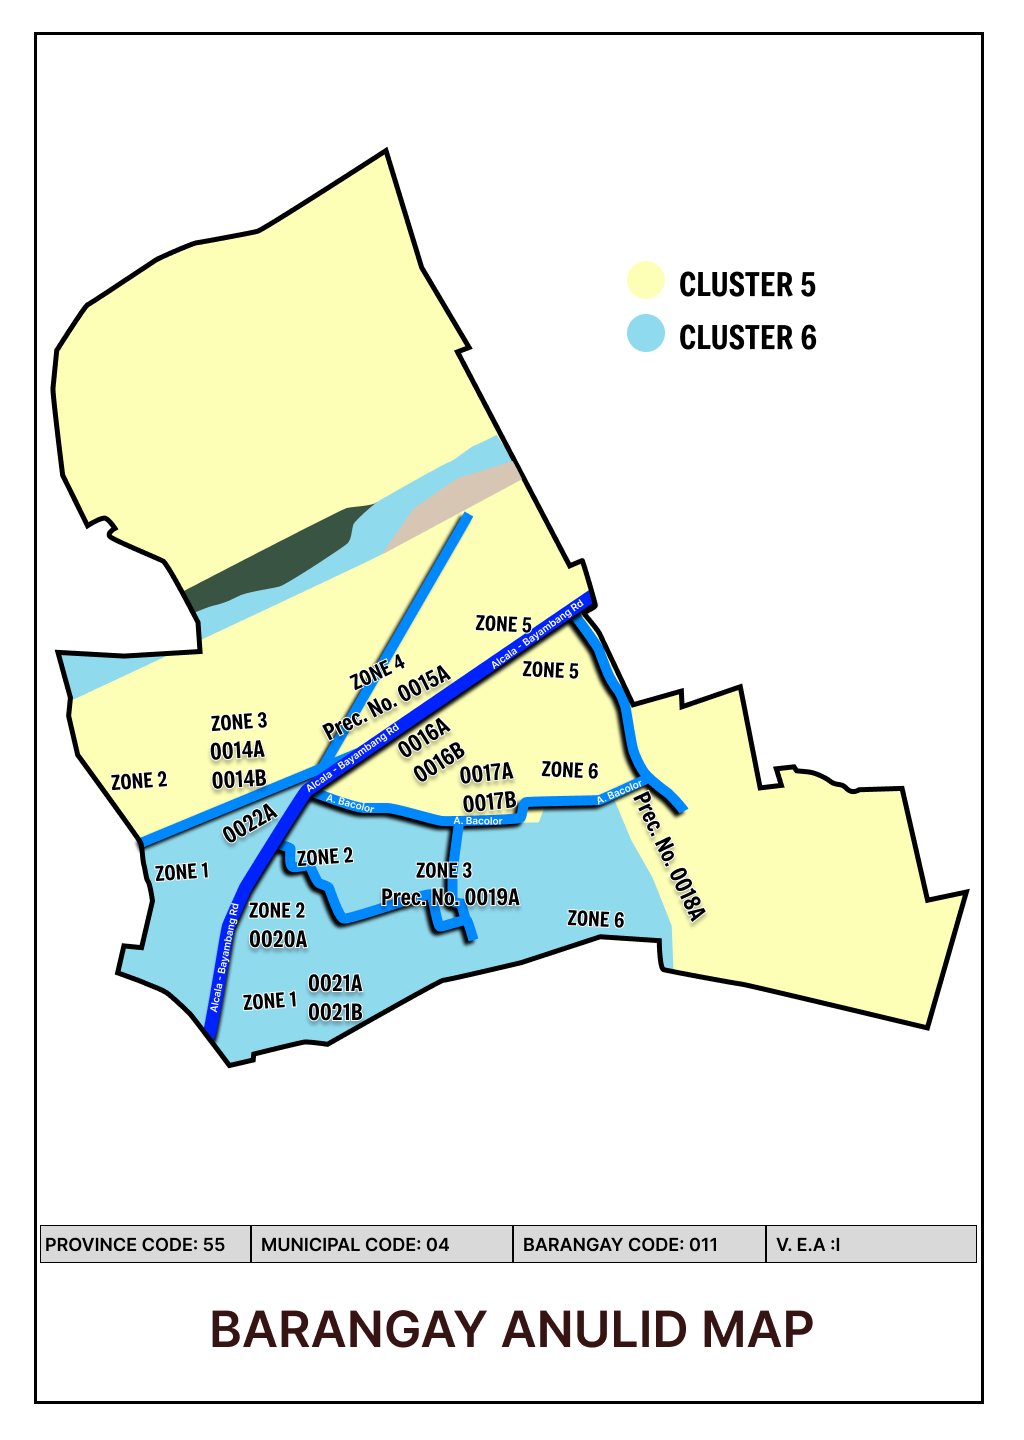 CLUSTER 5
CLUSTER 6
ZONE 5
Alcala - Bayambang Rd
ZONE 5
ZONE 4
Prec. No. 0015A
ZONE 3
0014A
0014B
Alcala - Bayambang Rd
0016A
0016B
ZONE 2
0017A
0017B
ZONE 6
A. Bacolor
A. Bacolor
A. Bacolor
Prec. No. 0018A
0022A
ZONE 1
ZONE 2
ZONE 3
Prec. No. 0019A
ZONE 2
0020A
ZONE 6
Alcala - Bayambang Rd
ZONE 1
0021A
0021B
PROVINCE CODE: 55
MUNICIPAL CODE: 04
BARANGAY CODE: 011
V. E.A :I
BARANGAY ANULID MAP